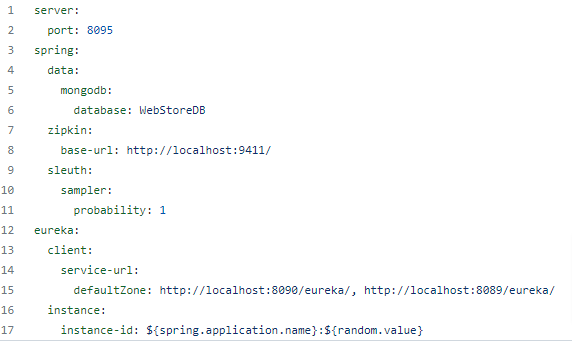 1 server:
2   port: 8095
3 spring:
4   data:
5     mongodb:
6       database: WebStoreDB
7   zipkin:
8     base-url: http://localhost:9411/
9   sleuth:
10     sampler:
11       probability: 1
12 eureka:
13   client:
14     service-url:
15       defaultZone: http://localhost:8090/eureka/, http://localhost:8089/eureka/
16   instance:
17     instance-id: ${spring.application.name}:${random.value}